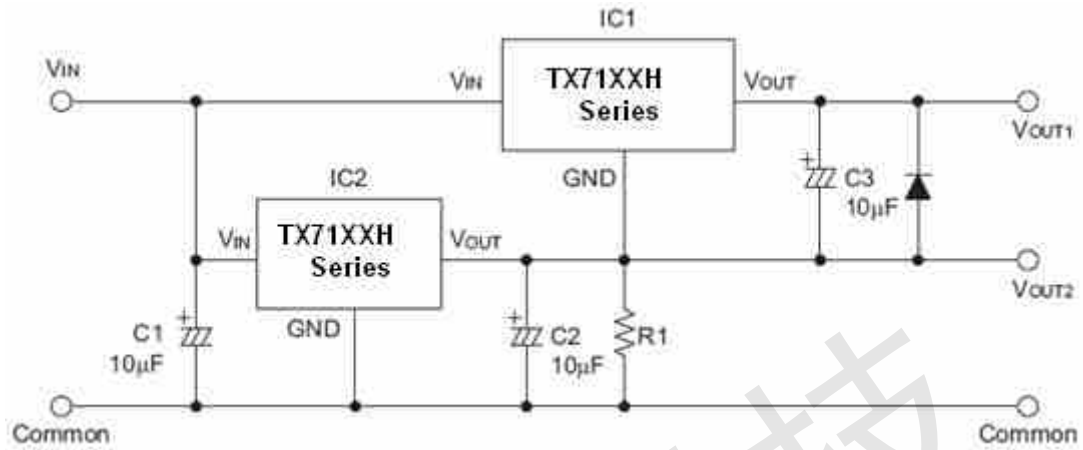 IC1
VIN
VIN
TX71XXH
Series
VOUT
VOUT1
GND
C3
10μF
IC2
VIN
TX71XXH
Series
VOUT
VOUT2
GND
C1
10μF
C2
10μF
R1
Common
Common
技